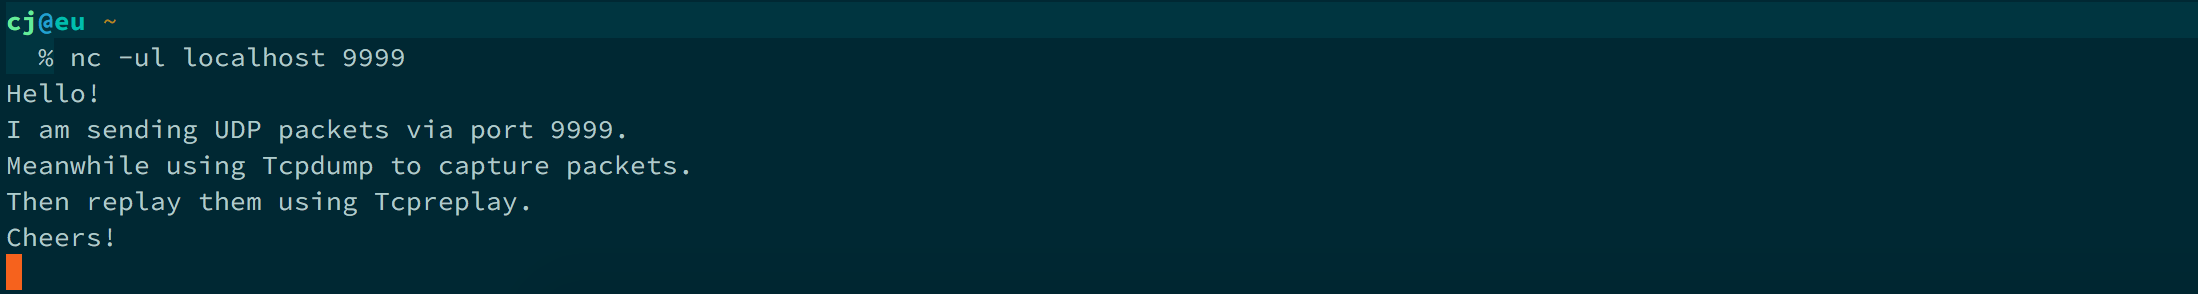 cj@eu ~
% nc -ul localhost 9999
Hello!
I am sending UDP packets via port 9999.
Meanwhile using Tcpdump to capture packets.
Then replay them using Tcpreplay.
Cheers!